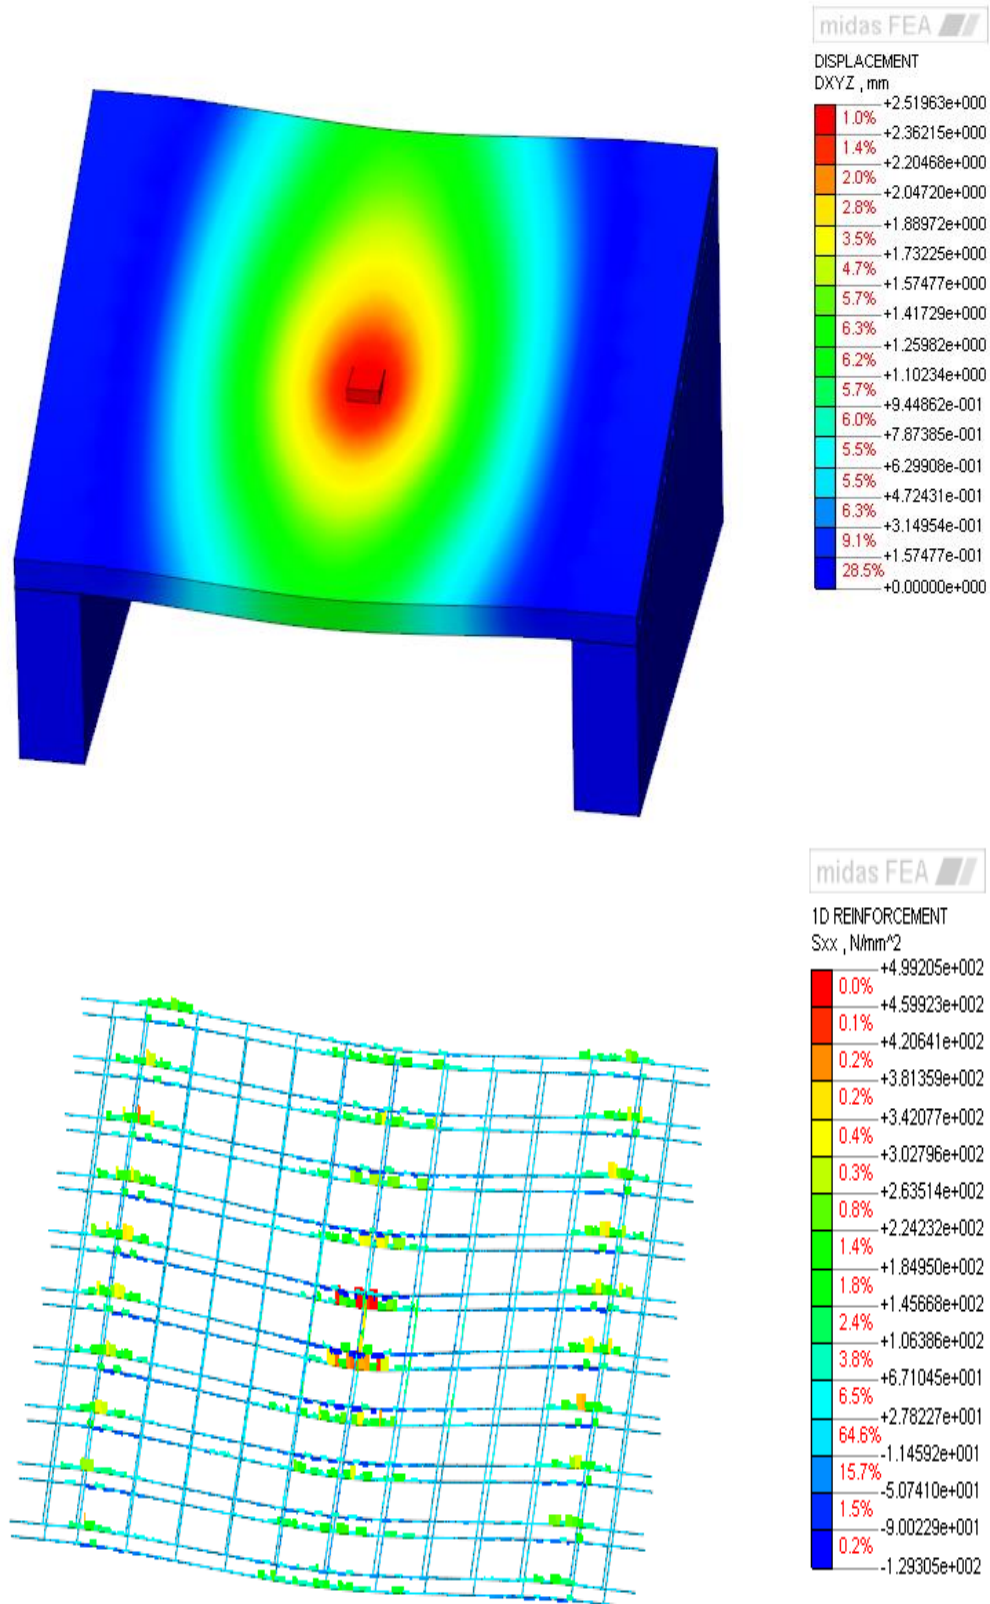 midas FEA
DISPLACEMENT
DXYZ , mm
+2.51963e+000
1.0%
+2.36215e+000
1.4%
+2.20468e+000
2.0%
+2.04720e+000
2.8%
+1.88972e+000
3.5%
+1.73225e+000
4.7%
+1.57477e+000
5.7%
+1.41729e+000
6.3%
+1.25982e+000
6.2%
+1.10234e+000
5.7%
+9.44862e-001
6.0%
+7.87385e-001
5.5%
+6.29908e-001
5.5%
+4.72431e-001
6.3%
+3.14954e-001
9.1%
+1.57477e-001
28.5%
+0.00000e+000
midas FEA
1D REINFORCEMENT
Sxx , N/mm^2
+4.99205e+002
0.0%
+4.59923e+002
0.1%
+4.20641e+002
0.2%
+3.81359e+002
0.2%
+3.42077e+002
0.4%
+3.02796e+002
0.3%
+2.63514e+002
0.8%
+2.24232e+002
1.4%
+1.84950e+002
1.8%
+1.45668e+002
2.4%
+1.06386e+002
3.8%
+6.71045e+001
6.5%
+2.78227e+001
64.6%
-1.14592e+001
15.7%
-5.07410e+001
1.5%
-9.00229e+001
0.2%
-1.29305e+002